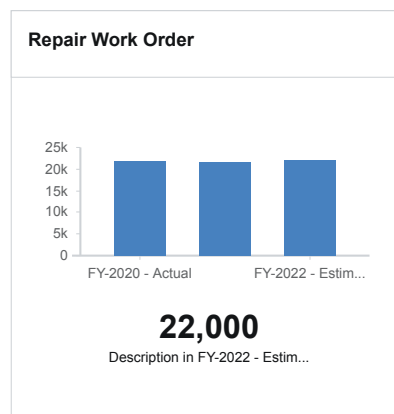 Repair Work Order
25k
20k
15k
10k
5k
0
FY-2020 - Actual FY-2022 - Estim...
22,000
Description in FY-2022 - Estim...